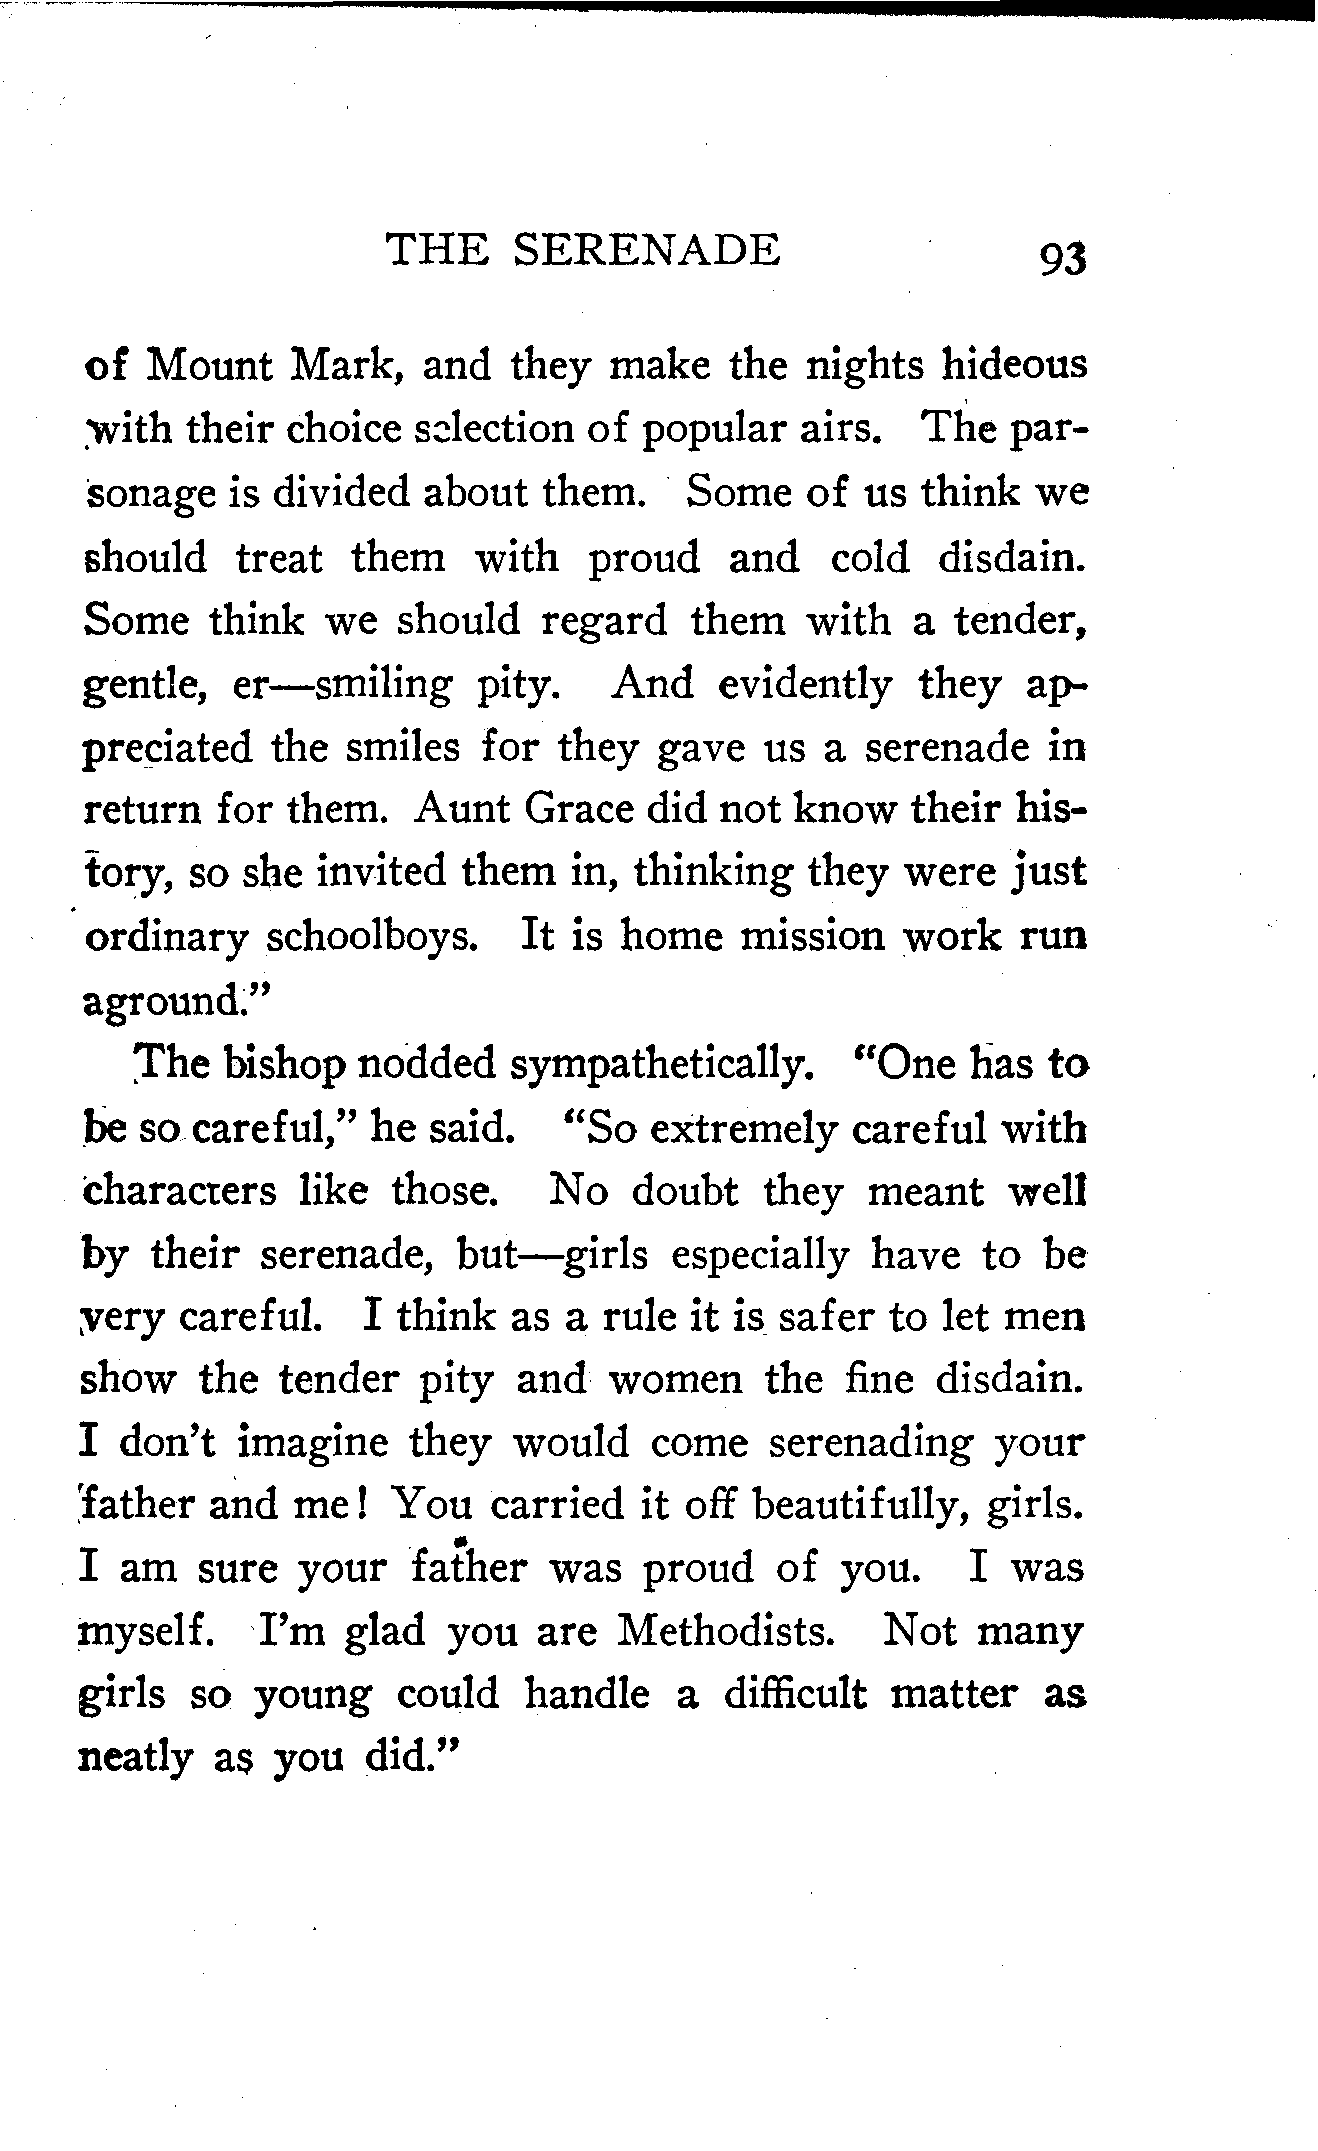 THE SERENADE 93
of Mount Mark, and they make the nights hideous
with their choice selection of popular airs. The par-
sonage is divided about them. Some of us think we
should treat them with proud and cold disdain.
Some think we should regard them with a tender,
gentle, er—smiling pity. And evidently they ap-
preciated the smiles for they gave us a serenade in
return for them. Aunt Grace did not know their his-
tory, so she invited them in, thinking they were just
ordinary schoolboys. It is home mission work run
aground."
The bishop nodded sympathetically. "One has to
be so careful," he said. "So extremely careful with
characters like those. No doubt they meant well
by their serenade, but—girls especially have to be
very careful. I think as a rule it is safer to let men
show the tender pity and women the fine disdain.
I don't imagine they would come serenading your
father and me! You carried it off beautifully, girls.
I am sure your father was proud of you. I was
myself. I'm glad you are Methodists. Not many
girls so young could handle a difficult matter as
neatly as you did."